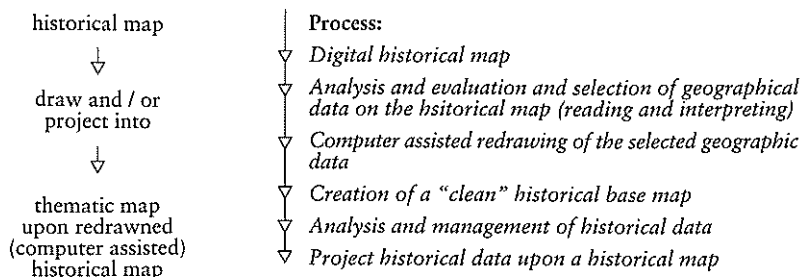 historical map
draw and / or
project into
thematic map
upon redrawned
(computer assisted)
historical map
Process:
Digital historical map
Analysis and evaluation and selection of geographical
data on the hsitorical map (reading and interpreting)
Computer assisted redrawing of the selected geographic
data
Creation of a “clean” historical base map
Analysis and management of historical data
Project historical data upon a historical map